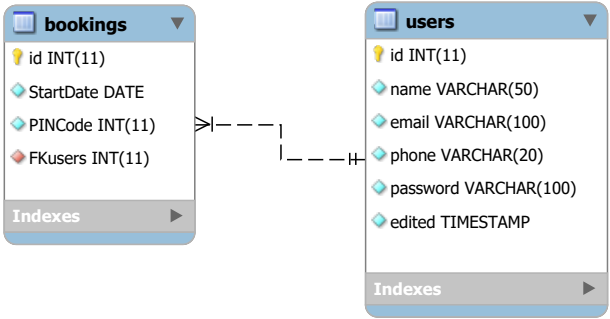 bookings
id INT(11)
StartDate DATE
PINCode INT(11)
FKusers INT(11)
Indexes
users
id INT(11)
name VARCHAR(50)
email VARCHAR(100)
phone VARCHAR(20)
password VARCHAR(100)
edited TIMESTAMP
Indexes